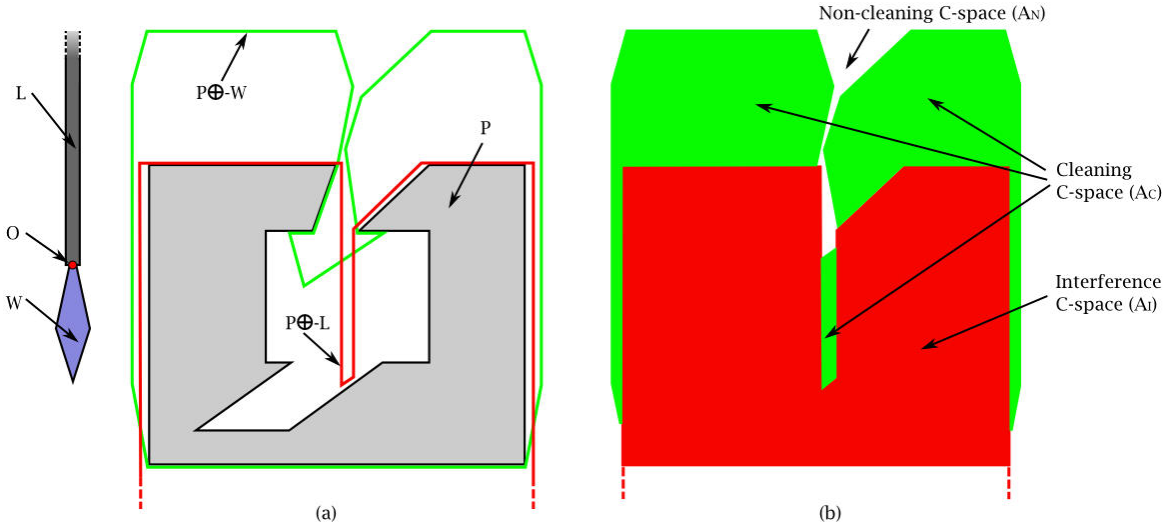 Non-cleaning C-space (AN)
L
P⊕-W
P
Cleaning
C-space (AC)
O
W
P⊕-L
Interference
C-space (AI)
(a)
(b)